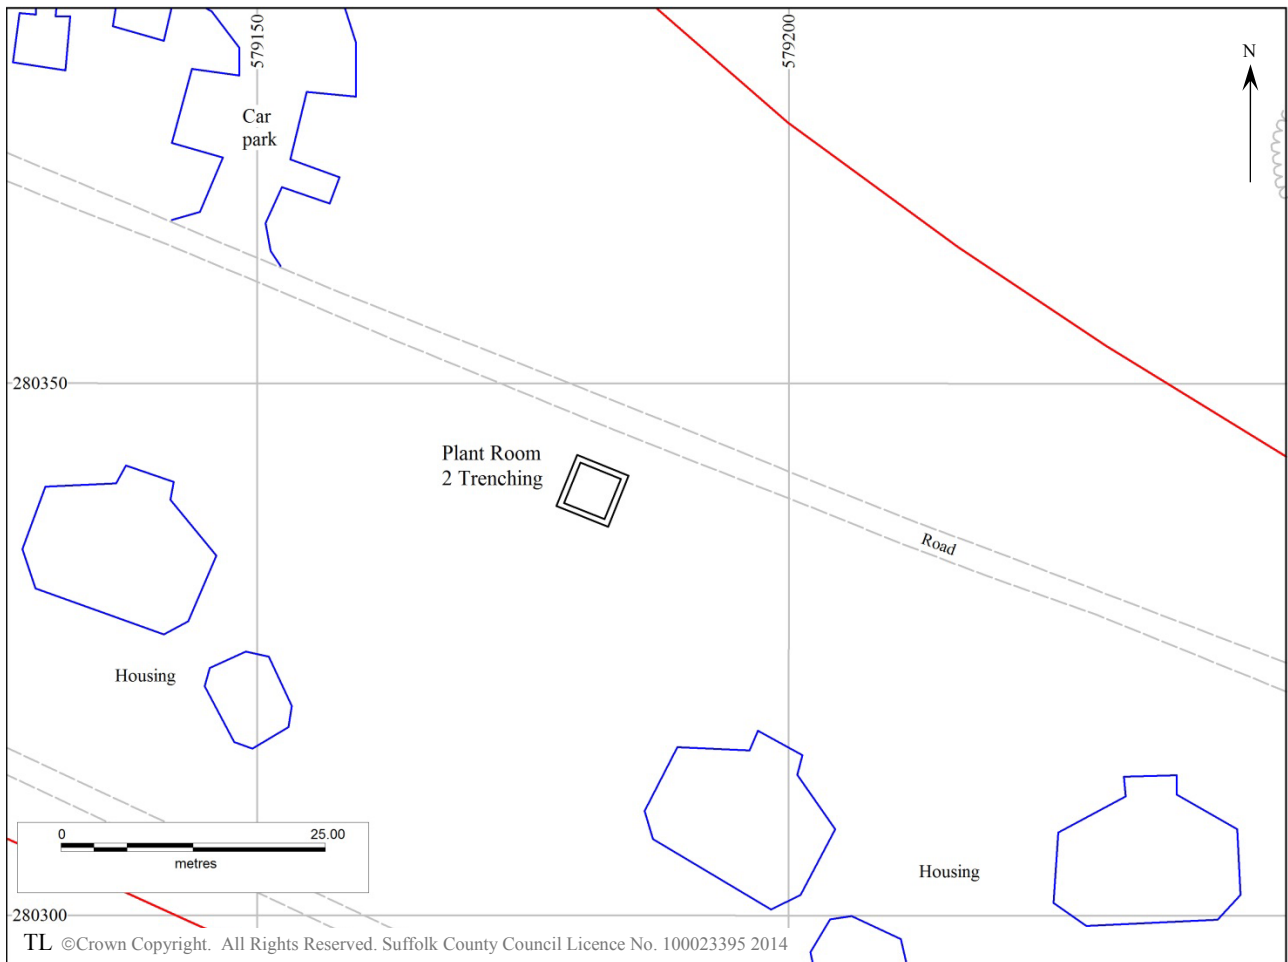 579150
579200
N
Car
park
280350
Plant Room
2 Trenching
Road
Housing
0 25.00
metres
Housing
280300
TL ©Crown Copyright. All Rights Reserved. Suffolk County Council Licence No. 100023395 2014